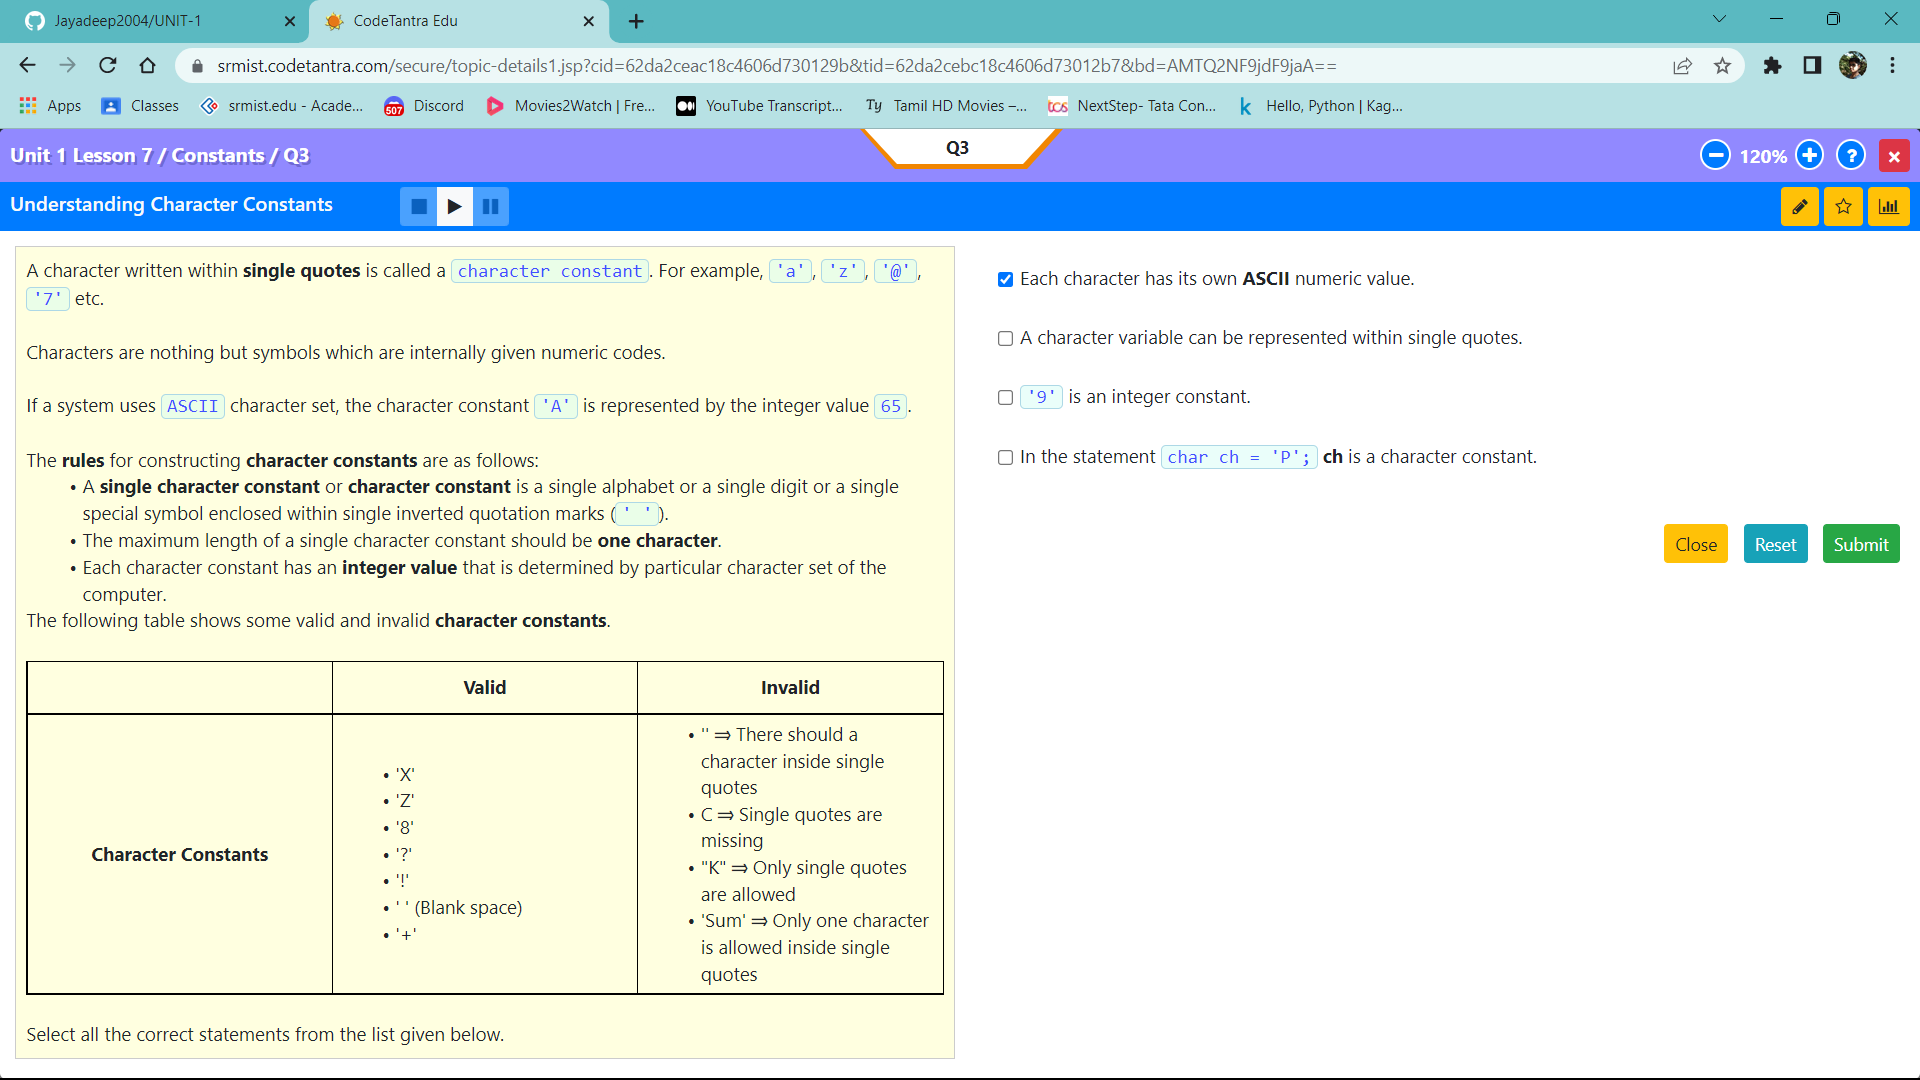 Jayadeep2004/UNIT-1
CodeTantra Edu
srmist.codetantra.com/secure/topic-details1.jsp?cid=62da2ceac18c4606d730129b&tid=62da2cebc18c4606d73012b7&bd=AMTQ2NF9jdF9jaA==
Apps Classes srmist.edu - Acade... 507 Discord Movies2Watch | Fre... YouTube Transcript... Ty Tamil HD Movies –... tcs NextStep- Tata Con... k Hello, Python | Kag...
Unit 1 Lesson 7 / Constants / Q3
Q3
120%
?
Understanding Character Constants
A character written within single quotes is called a character constant. For example, 'a', 'z', '@',
'7' etc.
Characters are nothing but symbols which are internally given numeric codes.
If a system uses ASCII character set, the character constant 'A' is represented by the integer value 65.
The rules for constructing character constants are as follows:
• A single character constant or character constant is a single alphabet or a single digit or a single
special symbol enclosed within single inverted quotation marks (' ').
• The maximum length of a single character constant should be one character.
• Each character constant has an integer value that is determined by particular character set of the
computer.
The following table shows some valid and invalid character constants.
Valid
Invalid
Character Constants
• 'X'
• 'Z'
• '8'
• '?'
• '!'
• ' ' (Blank space)
• '+'
• '' ⇒ There should a
character inside single
quotes
• C ⇒ Single quotes are
missing
• "K" ⇒ Only single quotes
are allowed
• 'Sum' ⇒ Only one character
is allowed inside single
quotes
Select all the correct statements from the list given below.
Each character has its own ASCII numeric value.
A character variable can be represented within single quotes.
'9' is an integer constant.
In the statement char ch = 'P'; ch is a character constant.
Close Reset Submit